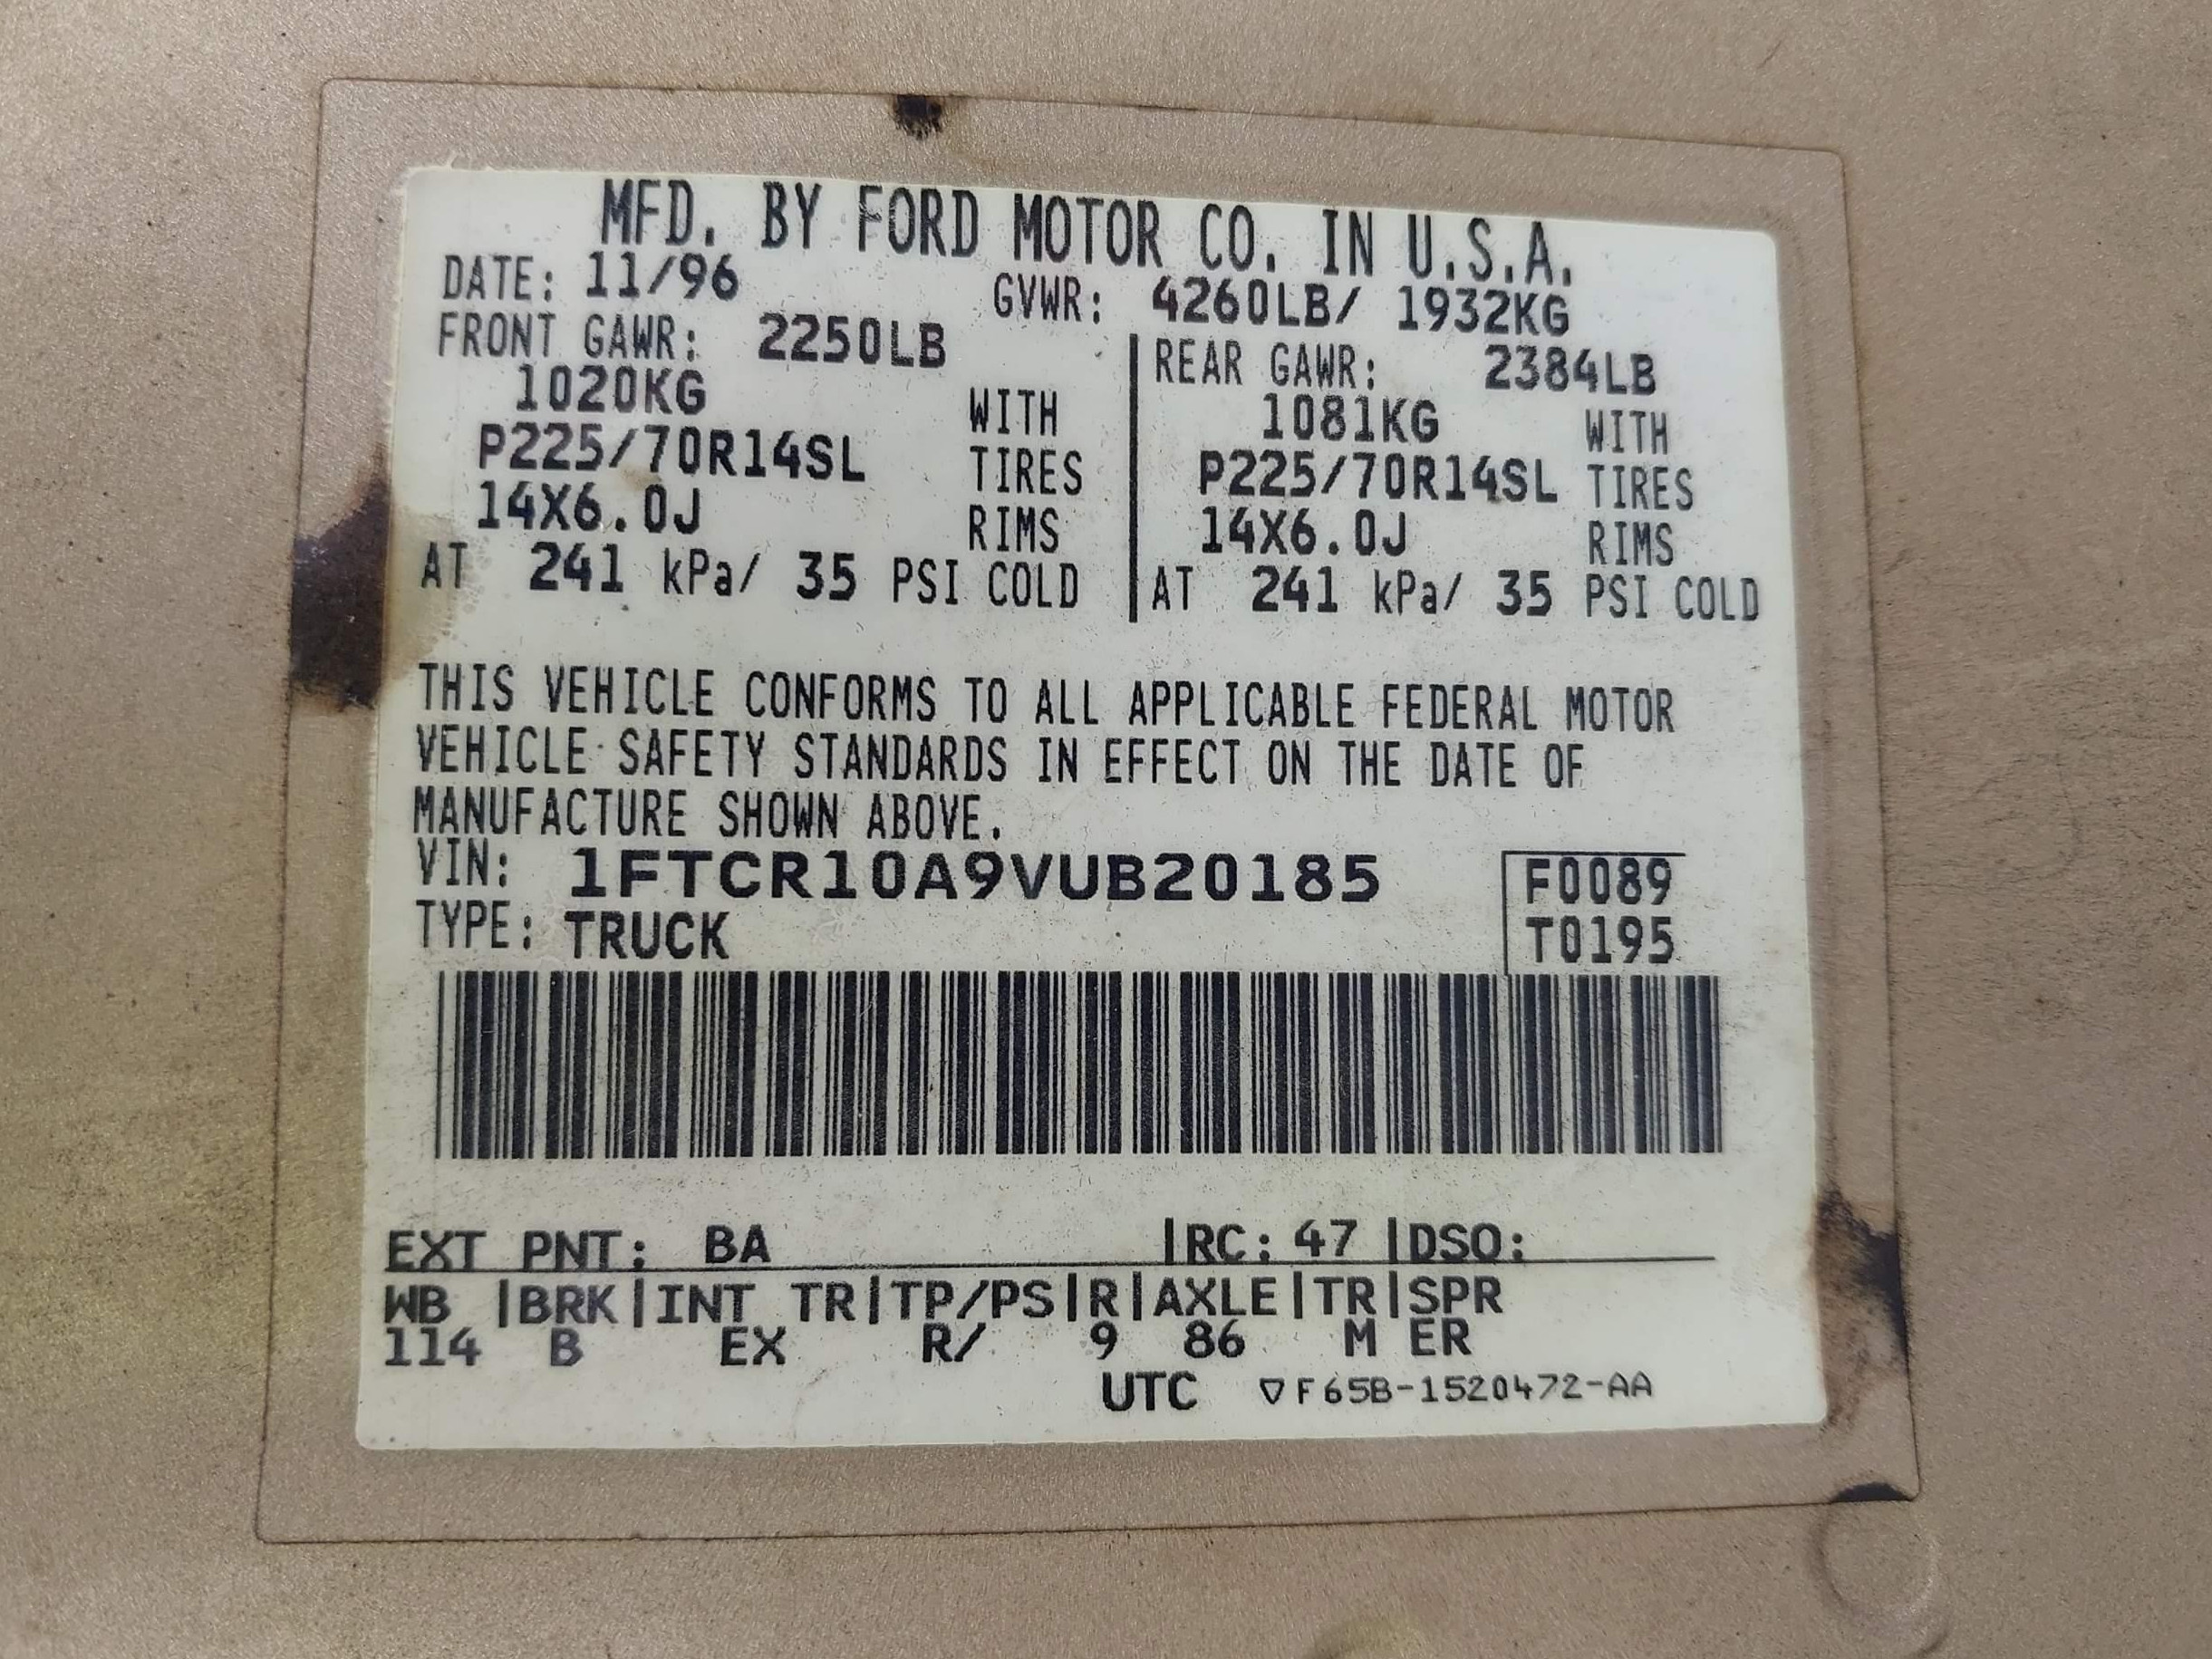 MFD. BY FORD MOTOR CO. IN U.S.A.
DATE: 11/96 GVWR: 4260LB/ 1932KG
FRONT GAWR: 2250LB
1020KG WITH
P225/70R14SL TIRES
14X6.0J RIMS
AT 241 kPa/ 35 PSI COLD
REAR GAWR: 2384LB
1081KG WITH
P225/70R14SL TIRES
14X6.0J RIMS
AT 241 kPa/ 35 PSI COLD
THIS VEHICLE CONFORMS TO ALL APPLICABLE FEDERAL MOTOR
VEHICLE SAFETY STANDARDS IN EFFECT ON THE DATE OF
MANUFACTURE SHOWN ABOVE.
VIN: 1FTCR10A9VUB20185
TYPE: TRUCK
F0089
T0195
EXT PNT: BA |RC: 47 |DSO:
WB |BRK|INT TR|TP/PS|R|AXLE|TR|SPR
114 B EX R/ 9 86 M ER
UTC ▽F65B-1520472-AA